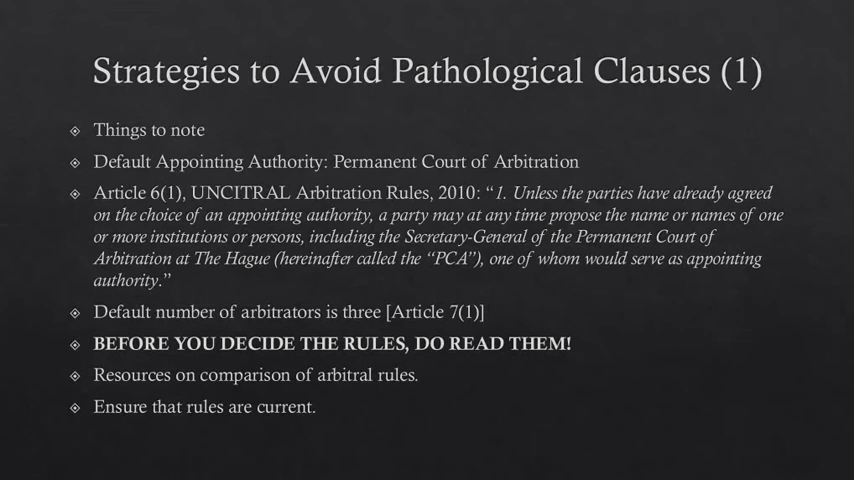 Strategies to Avoid Pathological Clauses (1)
Things to note
Default Appointing Authority: Permanent Court of Arbitration
Article 6(1), UNCITRAL Arbitration Rules, 2010: “1. Unless the parties have already agreed
on the choice of an appointing authority, a party may at any time propose the name or names of one
or more institutions or persons, including the Secretary-General of the Permanent Court of
Arbitration at The Hague (hereinafter called the “PCA”), one of whom would serve as appointing
authority.”
Default number of arbitrators is three [Article 7(1)]
BEFORE YOU DECIDE THE RULES, DO READ THEM!
Resources on comparison of arbitral rules.
Ensure that rules are current.